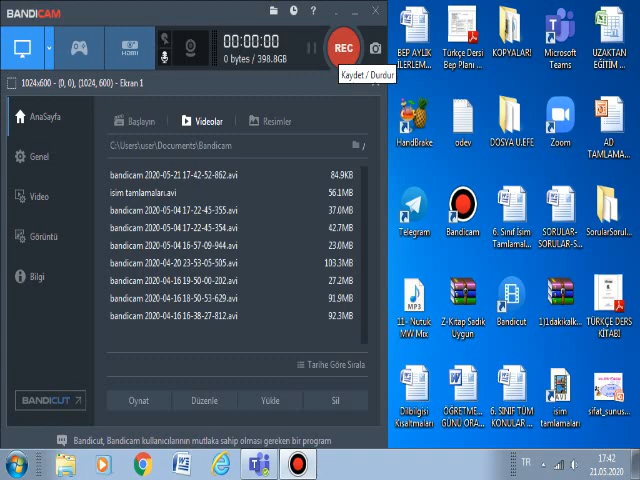 BANDICAM
HDMI
00:00:00
0 bytes / 398.8GB
REC
Kaydet / Durdur
1024x600 - (0, 0), (1024, 600) - Ekran 1
AnaSayfa
Genel
Video
Görüntü
Bilgi
Başlayın
Videolar
Resimler
C:\Users\user\Documents\Bandicam
bandicam 2020-05-21 17-42-52-862.avi 84.9KB
isim tamlamaları.avi 56.1MB
bandicam 2020-05-04 17-22-45-355.avi 37.0MB
bandicam 2020-05-04 17-22-45-354.avi 42.7MB
bandicam 2020-05-04 16-57-09-944.avi 23.0MB
bandicam 2020-04-20 23-53-05-505.avi 103.3MB
bandicam 2020-04-16 19-50-00-202.avi 27.2MB
bandicam 2020-04-16 18-50-53-629.avi 91.9MB
bandicam 2020-04-16 16-38-27-812.avi 92.3MB
Tarihe Göre Sırala
BANDICUT
Oynat
Düzenle
Yükle
Sil
Bandicut, Bandicam kullanıcılarının mutlaka sahip olması gereken bir program
BEP AYLIK
İLERLEM...
Türkçe Dersi
Bep Planı ...
KOPYALARI
Microsoft
Teams
UZAKTAN
EĞİTİM ...
HandBrake
odev
DOSYA U.EFE
Zoom
AD
TAMLAMA...
Telegram
Bandicam
6. Sınıf İsim
Tamlamal...
SORULAR-
SORULAR-S...
SorularSorul...
MP3
11- Nutuk
MW Mix
Z-Kitap Sadık
Uygun
Bandicut
1)1dakikalk...
TÜRKÇE DERS
KİTABI
Dilbilgisi
Kısaltmaları
ÖĞRETME...
GÜNÜ ORA...
6. SINIF TÜM
KONULAR ...
AVI
isim
tamlamaları
sifat_sunus...
TR
17:42
21.05.2020